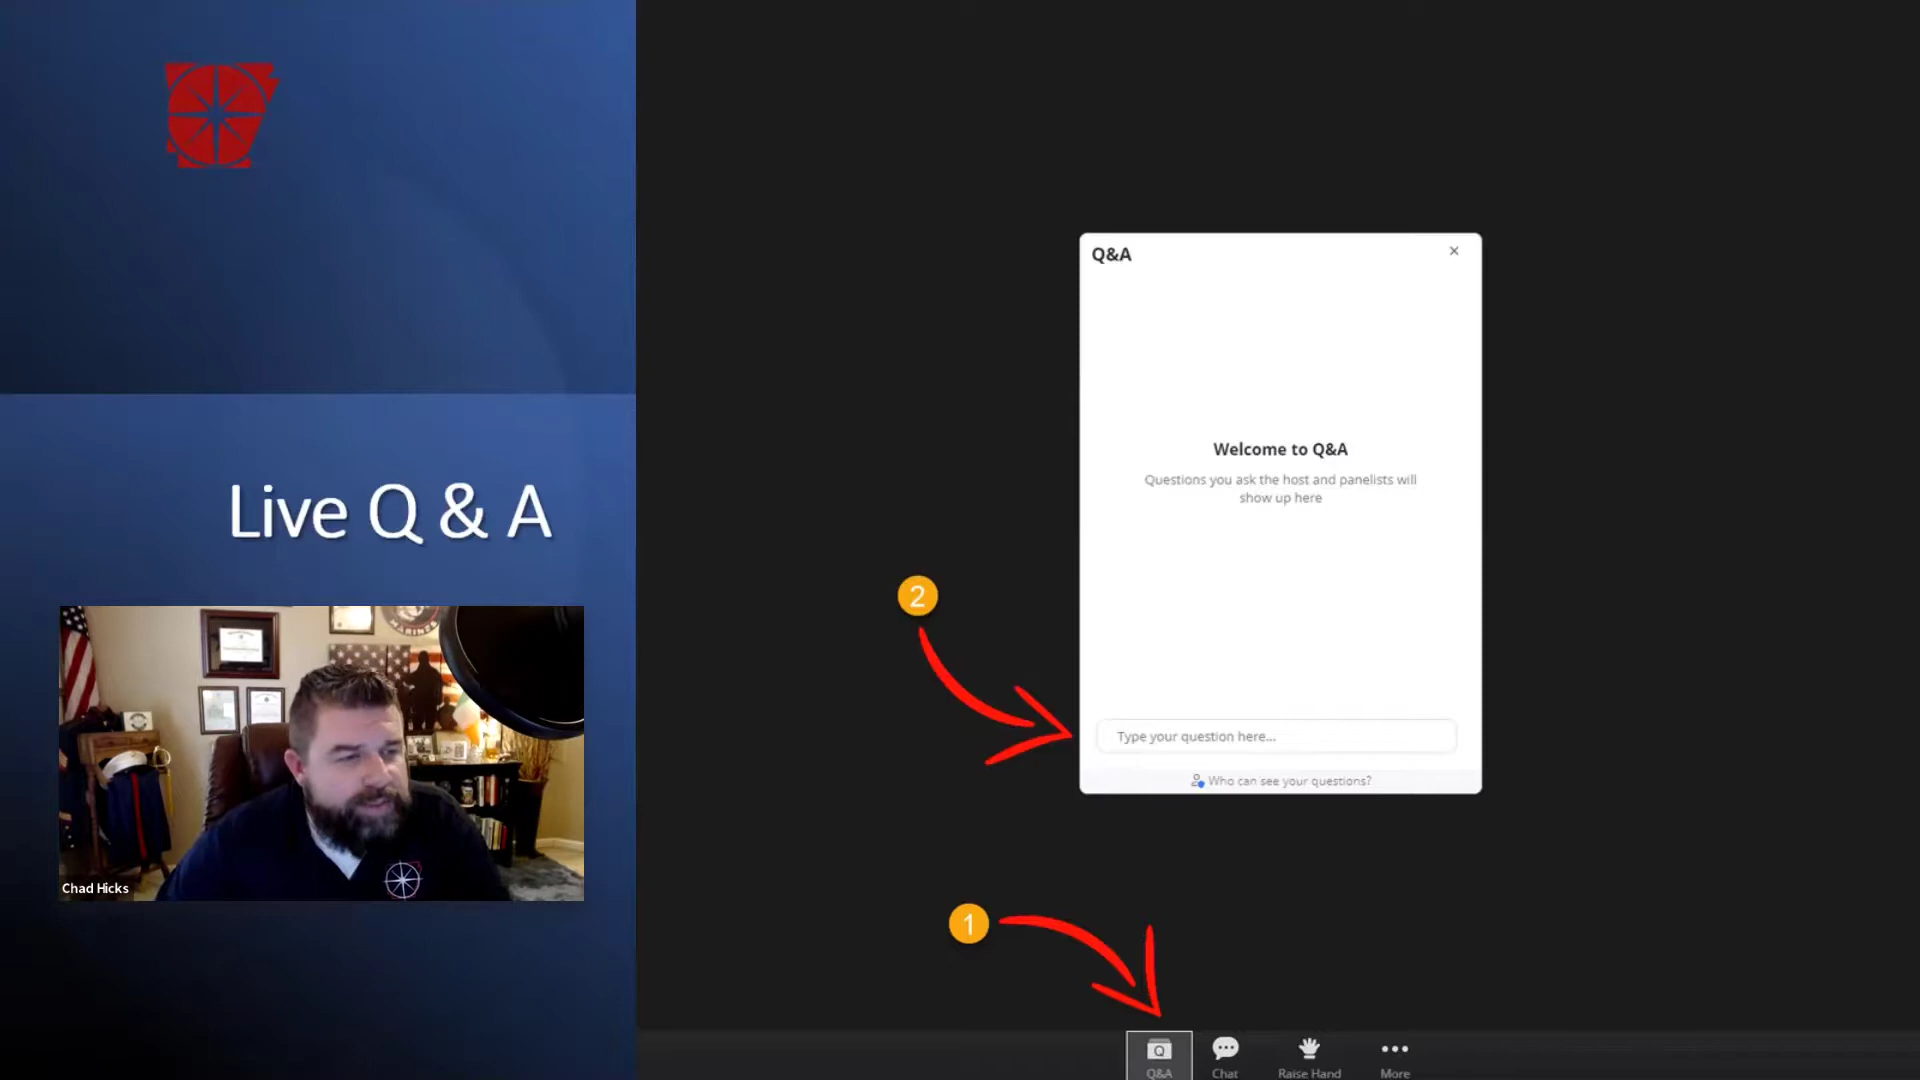 Live Q & A
MARINES
Chad Hicks
Q&A
Welcome to Q&A
Questions you ask the host and panelists will
show up here
2
Type your question here...
Who can see your questions?
1
Q
Q&A
Chat
Raise Hand
More